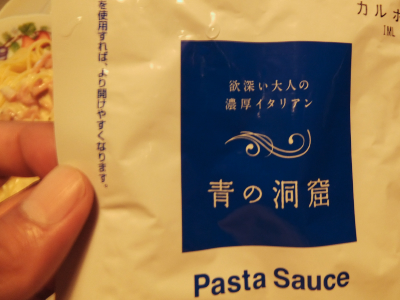 を使用すれば、より開けやすくなります。
カルボ
欲深い大人の
濃厚イタリアン
青の洞窟
Pasta Sauce